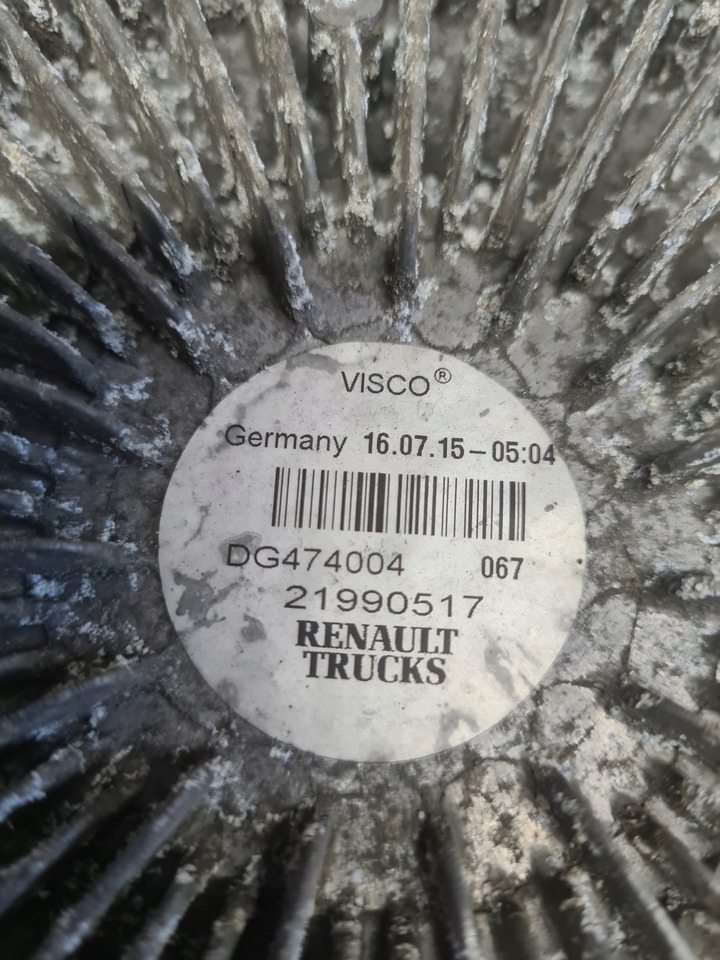 VISCO®
Germany 16.07.15–05:04
DG474004 067
21990517
RENAULT
TRUCKS